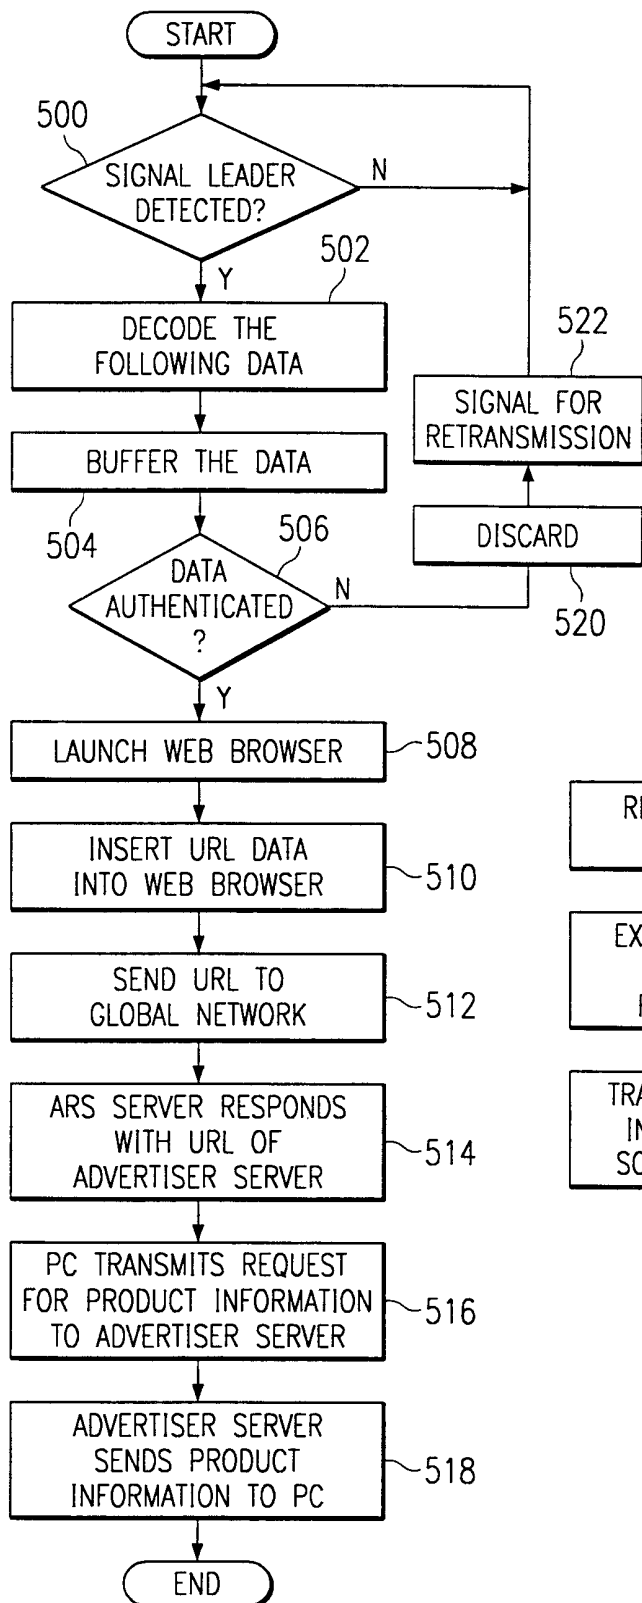 START
500
SIGNAL LEADER
DETECTED?
N
Y
502
DECODE THE
FOLLOWING DATA
522
SIGNAL FOR
RETRANSMISSION
BUFFER THE DATA
504
506
DISCARD
520
DATA
AUTHENTICATED
?
N
Y
LAUNCH WEB BROWSER
508
INSERT URL DATA
INTO WEB BROWSER
510
SEND URL TO
GLOBAL NETWORK
512
ARS SERVER RESPONDS
WITH URL OF
ADVERTISER SERVER
514
PC TRANSMITS REQUEST
FOR PRODUCT INFORMATION
TO ADVERTISER SERVER
516
ADVERTISER SERVER
SENDS PRODUCT
INFORMATION TO PC
518
END